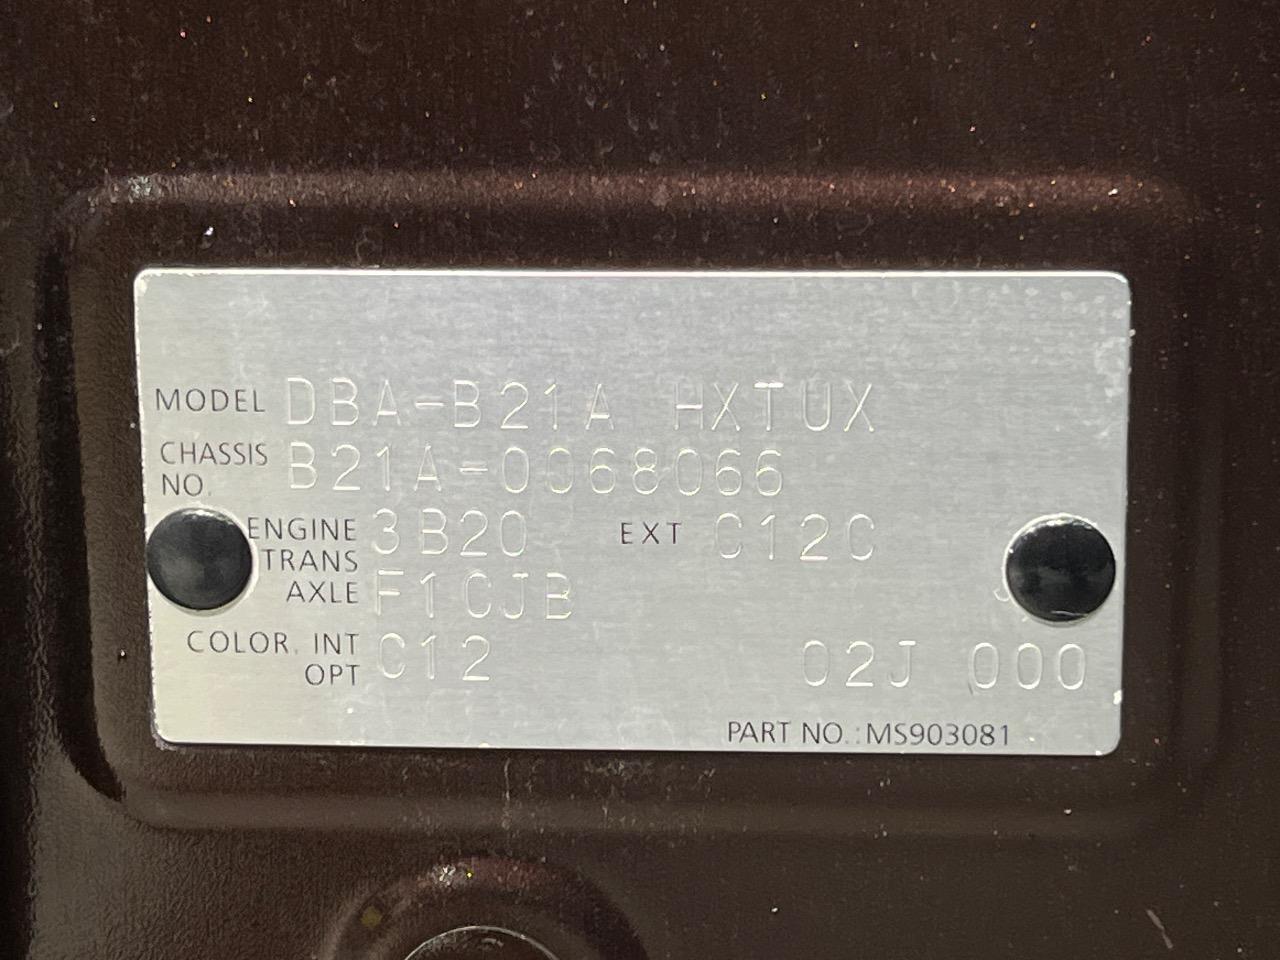 MODEL DBA-B21A HXTUX
CHASSIS NO. B21A-0068066
ENGINE 3B20 EXT C12C
TRANS AXLE F1CJB
COLOR, INT OPT C12 02J 000
PART NO.:MS903081